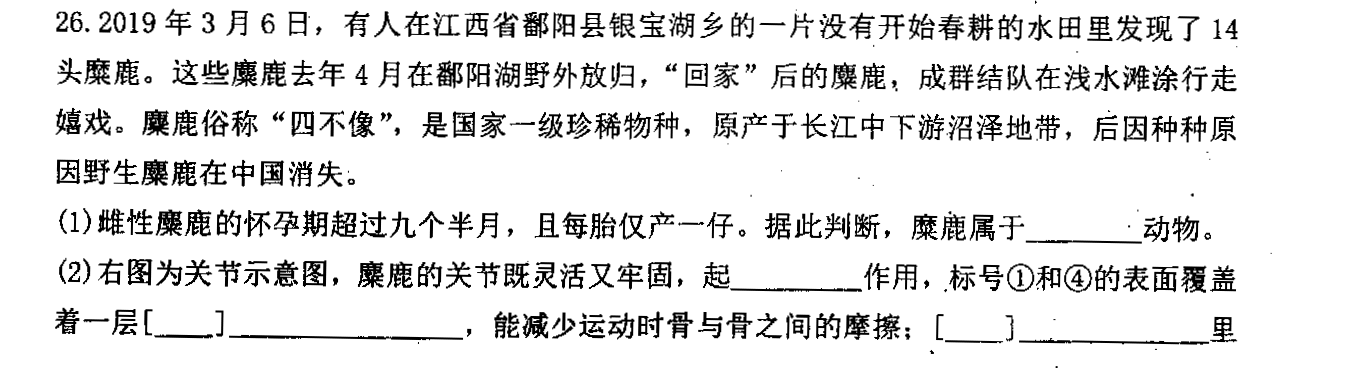 26.2019年3月6日，有人在江西省鄱阳县银宝湖乡的一片没有开始春耕的水田里发现了14
头麋鹿。这些麋鹿去年4月在鄱阳湖野外放归，“回家”后的麋鹿，成群结队在浅水滩涂行走
嬉戏。麋鹿俗称“四不像”，是国家一级珍稀物种，原产于长江中下游沼泽地带，后因种种原
因野生麋鹿在中国消失。
(1)雌性麋鹿的怀孕期超过九个半月，且每胎仅产一仔。据此判断，麋鹿属于________动物。
(2)右图为关节示意图，麋鹿的关节既灵活又牢固，起_________作用，标号①和④的表面覆盖
着一层[____]________________，能减少运动时骨与骨之间的摩擦；[____]_____________里